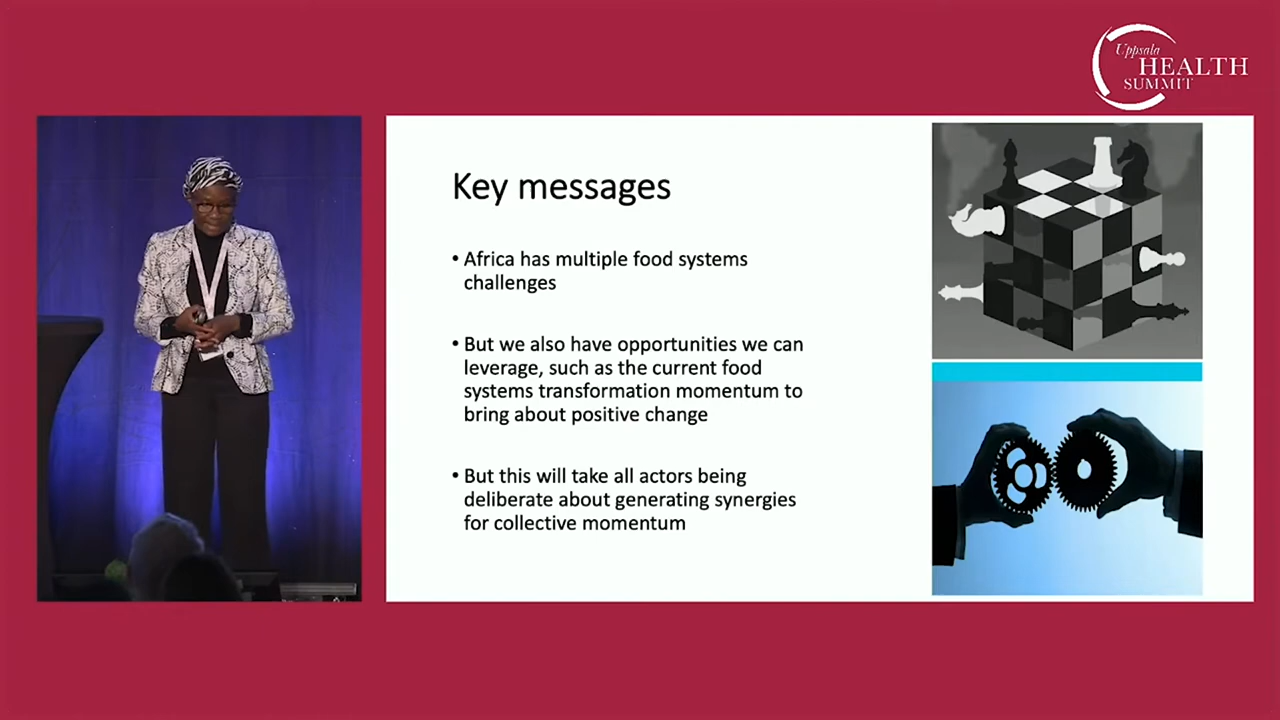 Uppsala
HEALTH
SUMMIT
Key messages
• Africa has multiple food systems
challenges
• But we also have opportunities we can
leverage, such as the current food
systems transformation momentum to
bring about positive change
• But this will take all actors being
deliberate about generating synergies
for collective momentum